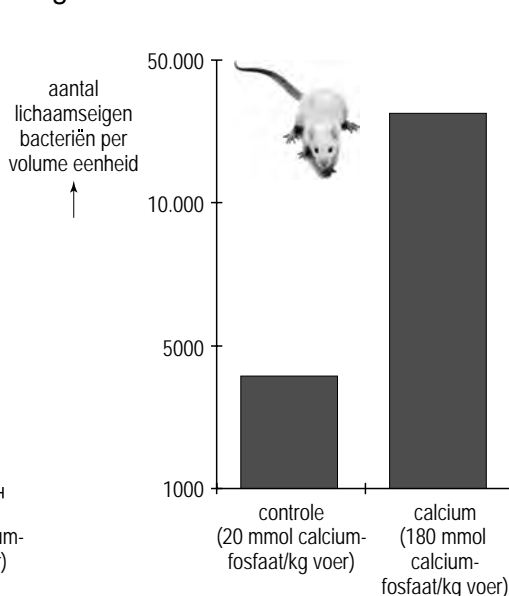 50.000
aantal
lichaamseigen
bacteriën per
volume eenheid
10.000
5000
1000
controle
(20 mmol calcium-
fosfaat/kg voer)
calcium
(180 mmol
calcium-
fosfaat/kg voer)